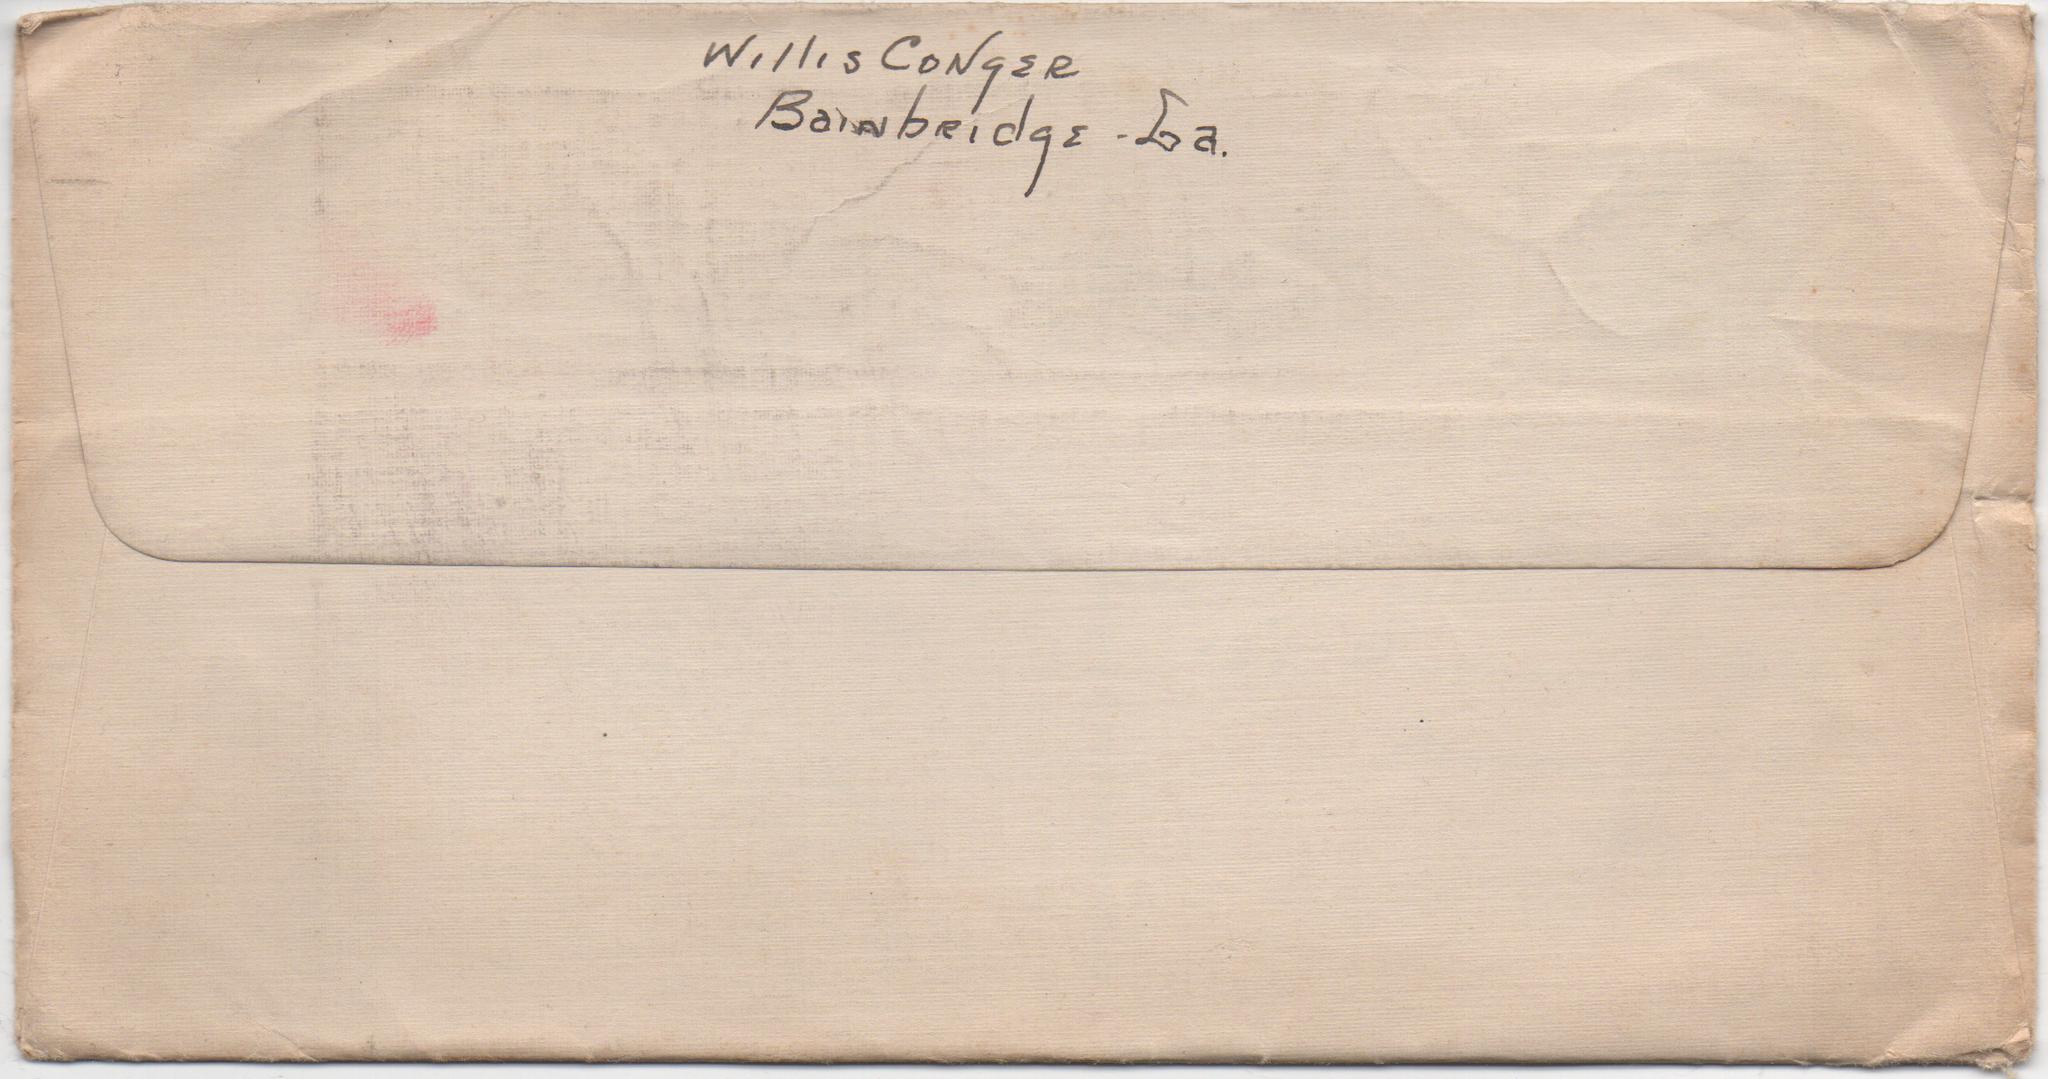 Willis Conger
Bainbridge - Ga.